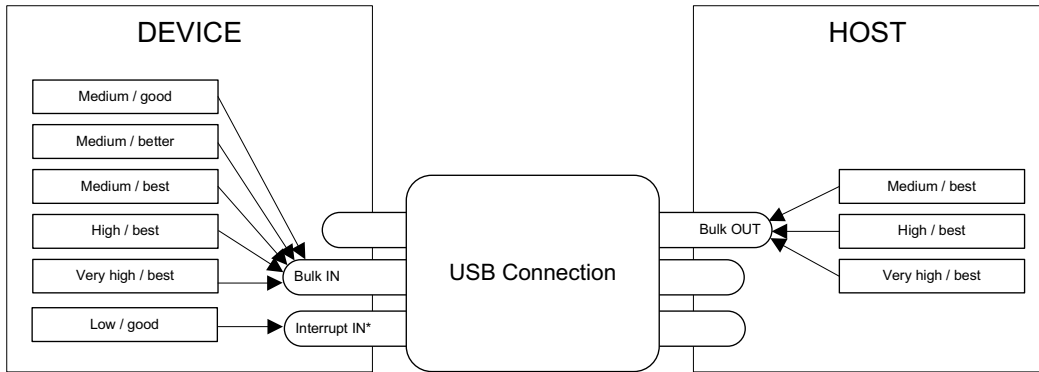 DEVICE
HOST
Medium / good
Medium / better
Medium / best
High / best
Very high / best
Low / good
Bulk IN
Interrupt IN*
USB Connection
Bulk OUT
Medium / best
High / best
Very high / best